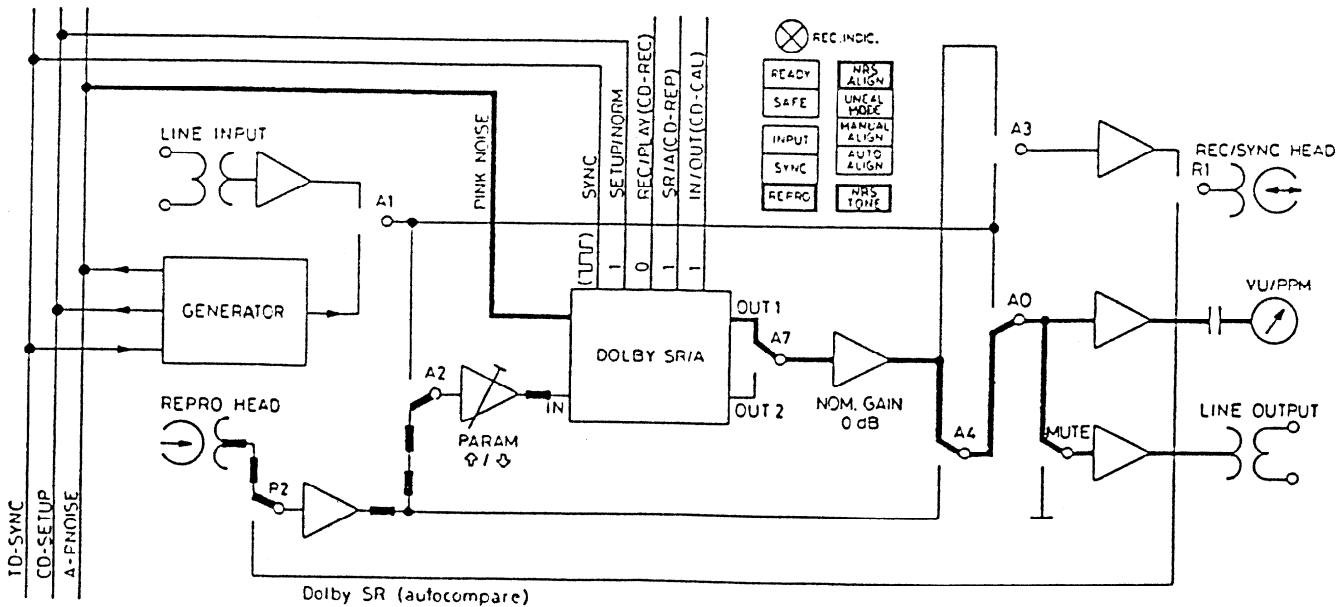 REC. INDIC.
READY
SAFE
INPUT
SYNC
REPRO
NRS
ALIGN
UNCAL
MODE
MANUAL
ALIGN
AUTO
ALIGN
NRS
TONE
LINE INPUT
A1
PINK NOISE
SYNC
SETUP/NORM
REC/PLAY(CD-REC)
SR/A(CD-REP)
IN/OUT(CD-CAL)
1
0
1
1
A3
REC/SYNC HEAD
R1
GENERATOR
OUT 1
DOLBY SR/A
A7
OUT 2
IN
NOM. GAIN
0 dB
A0
VU/PPM
A2
PARAM
⇧/⇩
REPRO HEAD
R2
A4
MUTE
LINE OUTPUT
TD-SYNC
CD-SETUP
A-PNOISE
Dolby SR (autocompare)